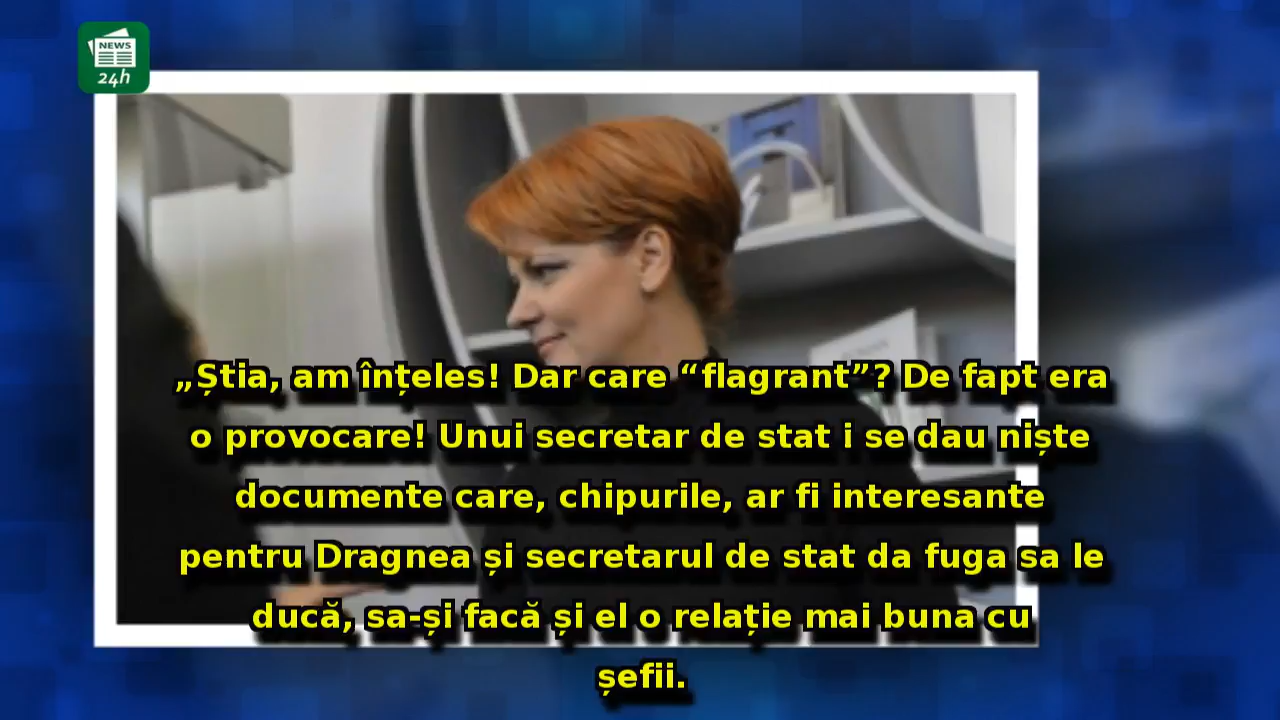 NEWS
24h
„Știa, am înțeles! Dar care “flagrant”? De fapt era
o provocare! Unui secretar de stat i se dau niște
documente care, chipurile, ar fi interesante
pentru Dragnea și secretarul de stat da fuga sa le
ducă, sa-și facă și el o relație mai buna cu
șefii.